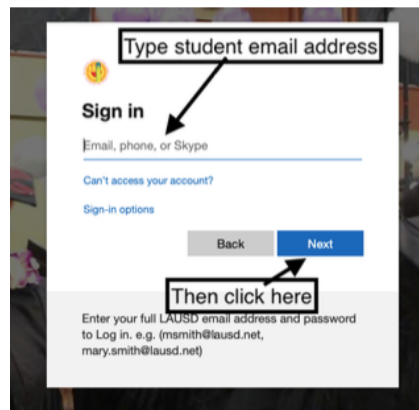 Type student email address
Sign in
Email, phone, or Skype
Can't access your account?
Sign-in options
Back
Next
Then click here
Enter your full LAUSD email address and password
to Log in. e.g. (msmith@lausd.net,
mary.smith@lausd.net)